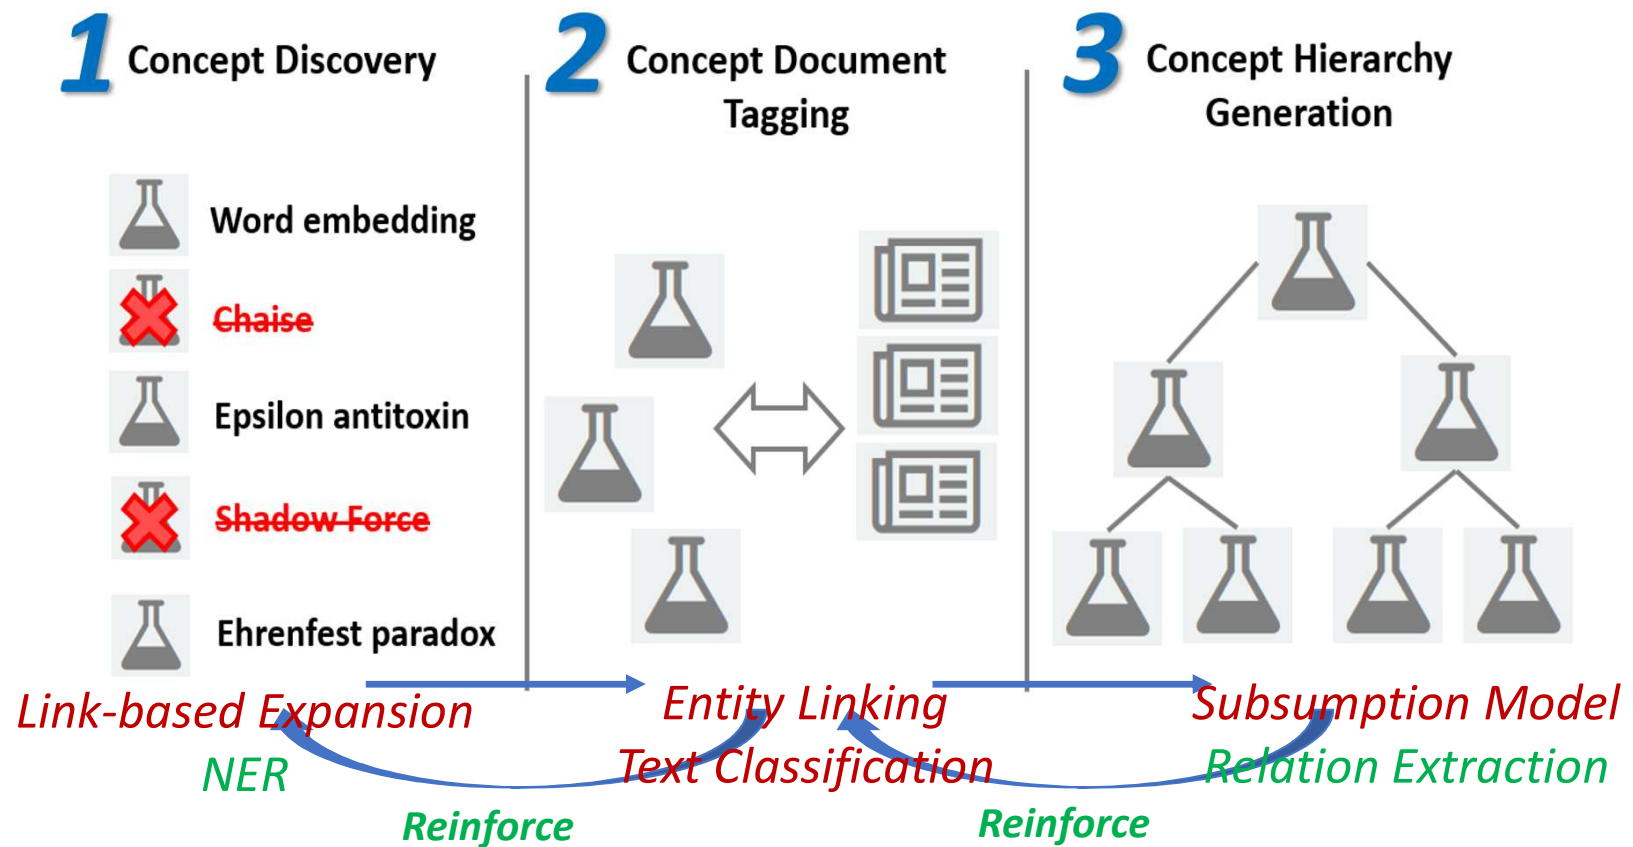 1 Concept Discovery
Word embedding
Chaise
Epsilon antitoxin
Shadow Force
Ehrenfest paradox
Link-based Expansion
NER
2 Concept Document
Tagging
Entity Linking
Text Classification
3 Concept Hierarchy
Generation
Subsumption Model
Relation Extraction
Reinforce
Reinforce